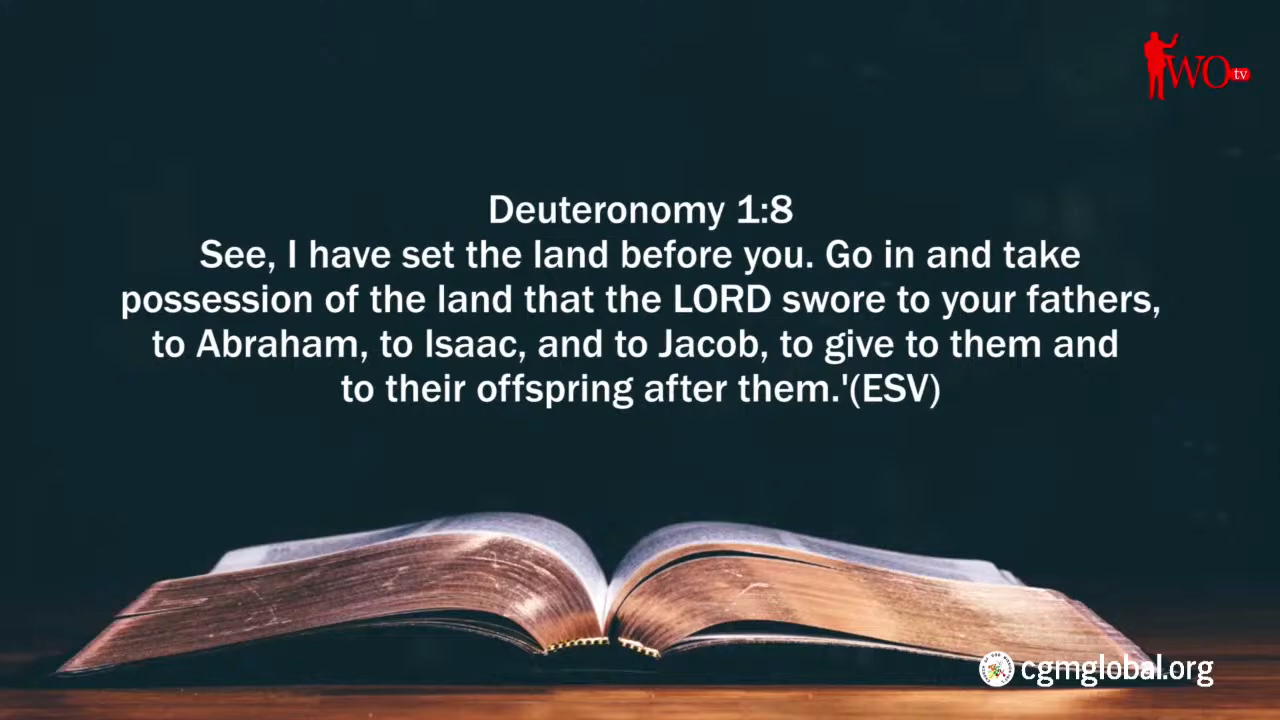 WO tv
Deuteronomy 1:8
See, I have set the land before you. Go in and take
possession of the land that the LORD swore to your fathers,
to Abraham, to Isaac, and to Jacob, to give to them and
to their offspring after them.'(ESV)
cgmglobal.org